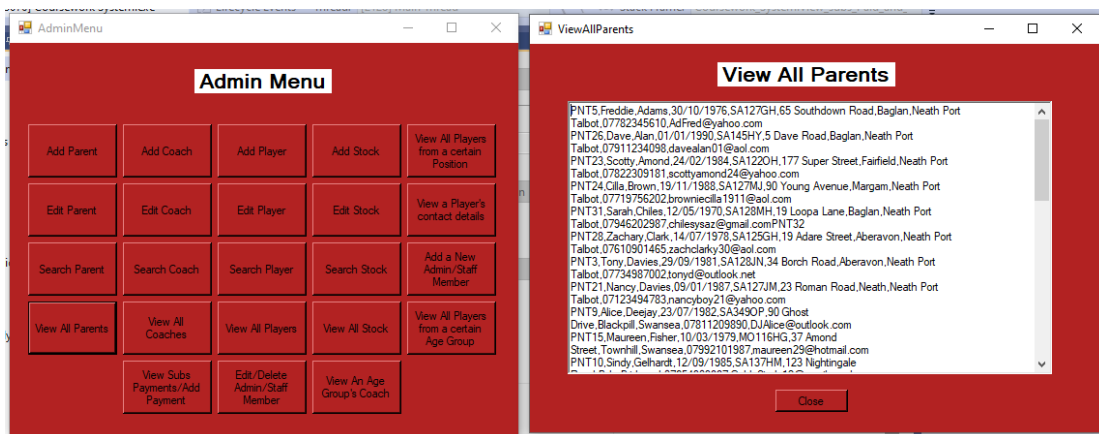 AdminMenu
Admin Menu
Add Parent
Add Coach
Add Player
Add Stock
View All Players
from a certain
Position
Edit Parent
Edit Coach
Edit Player
Edit Stock
View a Player's
contact details
Search Parent
Search Coach
Search Player
Search Stock
Add a New
Admin/Staff
Member
View All Parents
View All
Coaches
View All Players
View All Stock
View All Players
from a certain
Age Group
View Subs
Payments/Add
Payment
Edit/Delete
Admin/Staff
Member
View An Age
Group's Coach
ViewAllParents
View All Parents
PNT5,Freddie,Adams,30/10/1976,SA127GH,65 Southdown Road,Baglan,Neath Port
Talbot,07782345610,AdFred@yahoo.com
PNT26,Dave,Alan,01/01/1990,SA145HY,5 Dave Road,Baglan,Neath Port
Talbot,07911234098,davealan01@aol.com
PNT23,Scotty,Amond,24/02/1984,SA122OH,177 Super Street,Fairfield,Neath Port
Talbot,07822309181,scottyamond24@yahoo.com
PNT24,Cilla,Brown,19/11/1988,SA127MJ,90 Young Avenue,Margam,Neath Port
Talbot,07719756202,browniecilla1911@aol.com
PNT31,Sarah,Chiles,12/05/1970,SA128MH,19 Loopa Lane,Baglan,Neath Port
Talbot,07946202987,chilesysaz@gmail.comPNT32
PNT28,Zachary,Clark,14/07/1978,SA125GH,19 Adare Street,Aberavon,Neath Port
Talbot,07610901465,zachclarky30@aol.com
PNT3,Tony,Davies,29/09/1981,SA128JN,34 Borch Road,Aberavon,Neath Port
Talbot,07734987002,tonyd@outlook.net
PNT21,Nancy,Davies,09/01/1987,SA127JM,23 Roman Road,Neath,Neath Port
Talbot,07123494783,nancyboy21@yahoo.com
PNT9,Alice,Deejay,23/07/1982,SA349OP,90 Ghost
Drive,Blackpill,Swansea,07811209890,DJAlice@outlook.com
PNT15,Maureen,Fisher,10/03/1979,MO116HG,37 Amond
Street,Townhill,Swansea,07992101987,maureen29@hotmail.com
PNT10,Sindy,Gelhardt,12/09/1985,SA137HM,123 Nightingale
Close